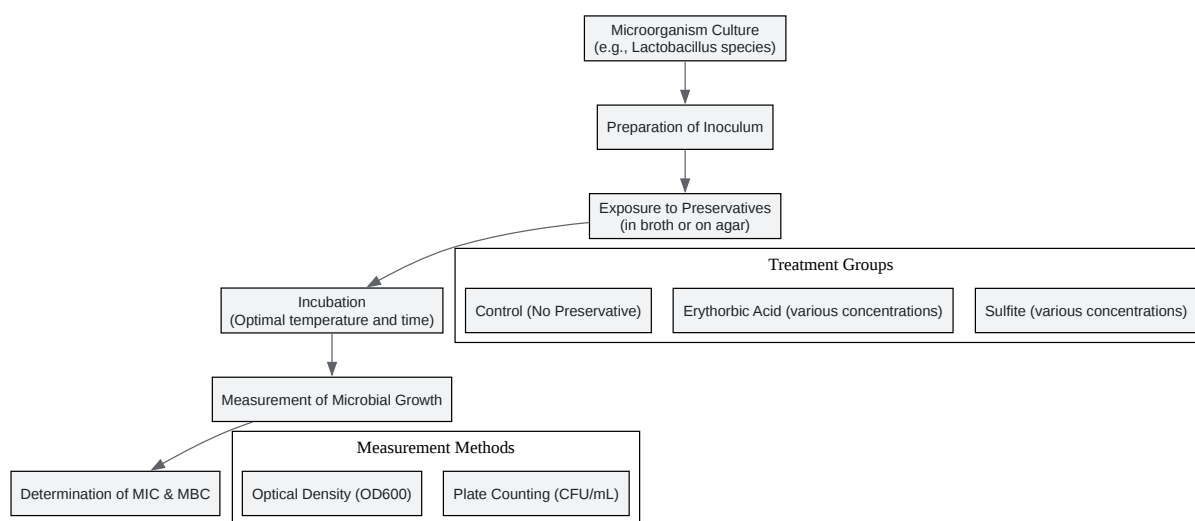 Microorganism Culture
(e.g., Lactobacillus species)
Preparation of Inoculum
Exposure to Preservatives
(in broth or on agar)
Treatment Groups
Control (No Preservative)
Erythorbic Acid (various concentrations)
Sulfite (various concentrations)
Incubation
(Optimal temperature and time)
Measurement of Microbial Growth
Measurement Methods
Optical Density (OD600)
Plate Counting (CFU/mL)
Determination of MIC & MBC